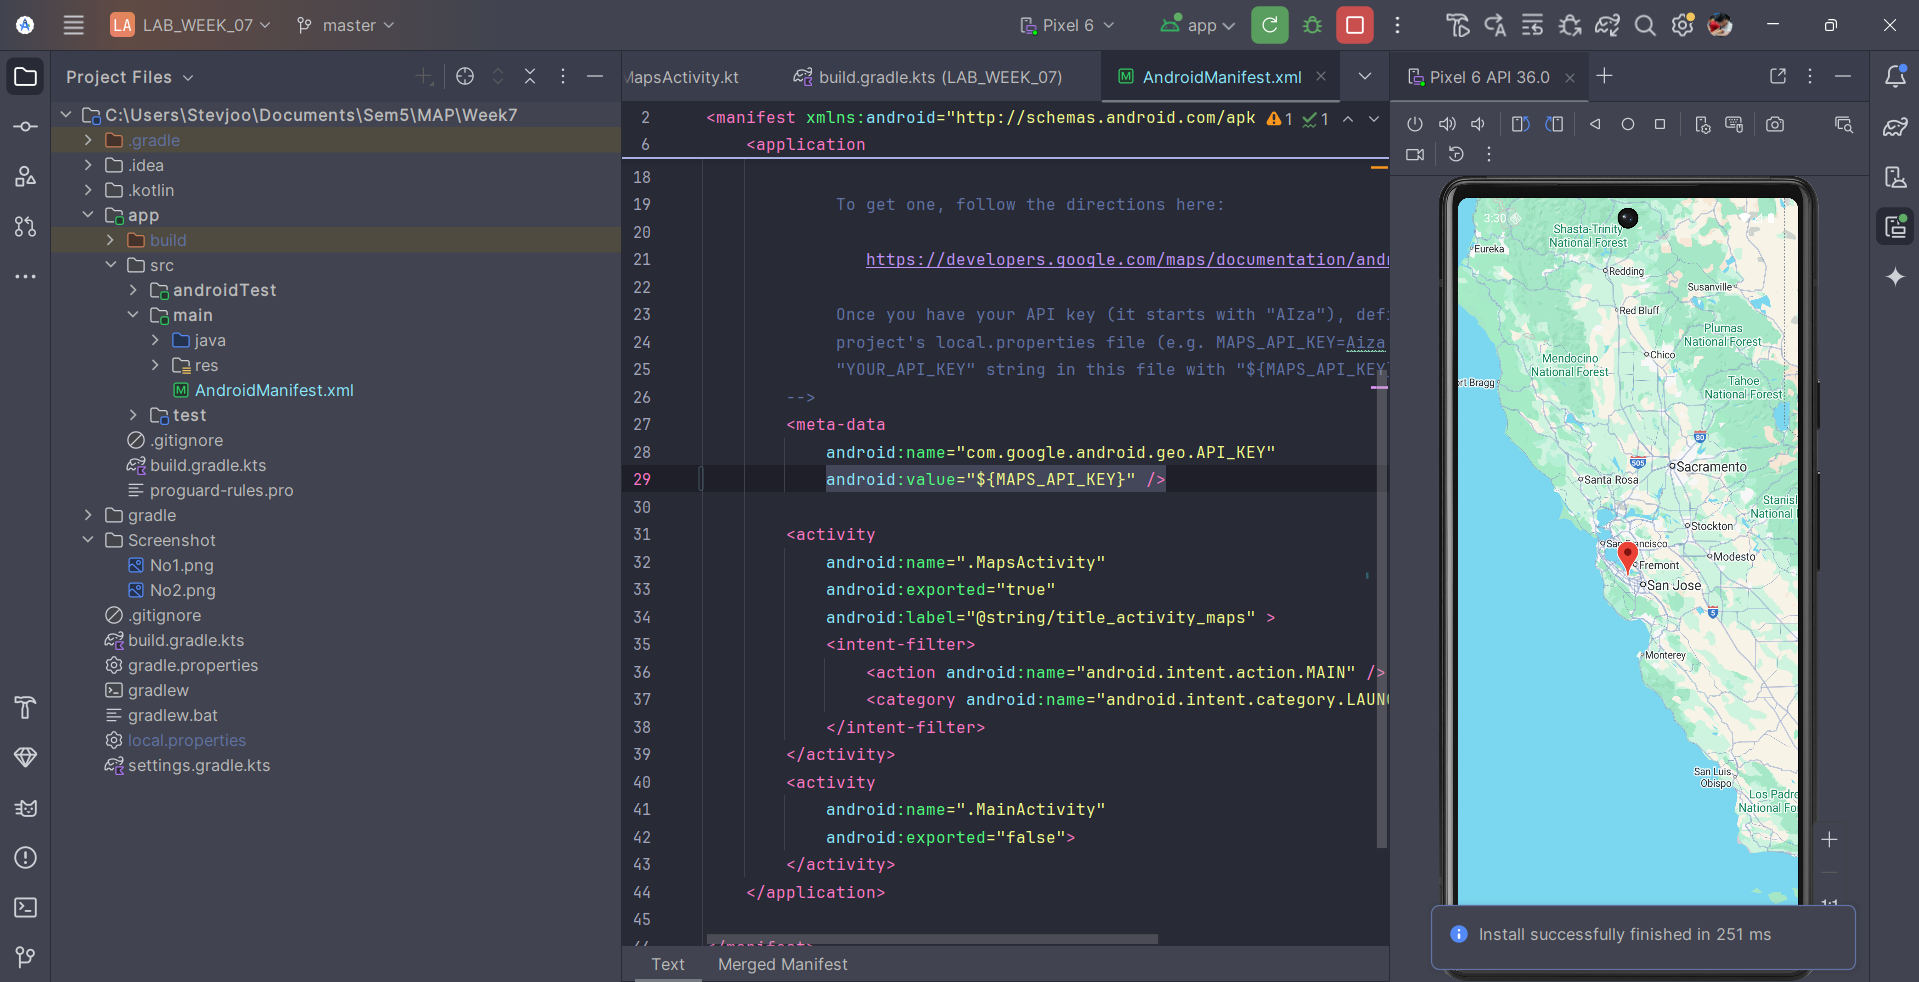 LA LAB_WEEK_07 master Pixel 6 app
Project Files
C:\Users\Stevjoo\Documents\Sem5\MAP\Week7
.gradle
.idea
.kotlin
app
build
src
androidTest
main
java
res
AndroidManifest.xml
test
.gitignore
build.gradle.kts
proguard-rules.pro
gradle
Screenshot
No1.png
No2.png
.gitignore
build.gradle.kts
gradle.properties
gradlew
gradlew.bat
local.properties
settings.gradle.kts
MapsActivity.kt build.gradle.kts (LAB_WEEK_07) AndroidManifest.xml
2 <manifest xmlns:android="http://schemas.android.com/apk 1 1
6 <application
18
19 To get one, follow the directions here:
20
21 https://developers.google.com/maps/documentation/andr
22
23 Once you have your API key (it starts with "AIza"), defi
24 project's local.properties file (e.g. MAPS_API_KEY=Aiza
25 "YOUR_API_KEY" string in this file with "${MAPS_API_KEY}
26 -->
27 <meta-data
28 android:name="com.google.android.geo.API_KEY"
29 android:value="${MAPS_API_KEY}" />
30
31 <activity
32 android:name=".MapsActivity"
33 android:exported="true"
34 android:label="@string/title_activity_maps" >
35 <intent-filter>
36 <action android:name="android.intent.action.MAIN" />
37 <category android:name="android.intent.category.LAUNC
38 </intent-filter>
39 </activity>
40 <activity
41 android:name=".MainActivity"
42 android:exported="false">
43 </activity>
44 </application>
45
Text Merged Manifest
Pixel 6 API 36.0
3:30
Shasta-Trinity
National Forest
Eureka
Redding
Susanville
Red Bluff
Plumas
National Forest
Chico
Mendocino
National Forest
ort Bragg
Tahoe
National Forest
80
505
Sacramento
Santa Rosa
Stanisl
National
Stockton
San Francisco
Modesto
Fremont
San Jose
5
Monterey
San Luis
Obispo
Los Padre
National Fo
1:1
Install successfully finished in 251 ms